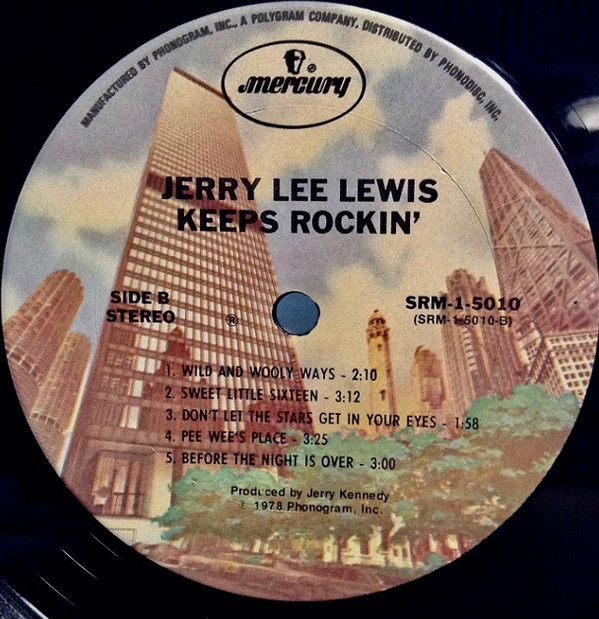 MANUFACTURED BY PHONOGRAM, INC., A POLYGRAM COMPANY. DISTRIBUTED BY PHONODISC, INC.
mercury
JERRY LEE LEWIS
KEEPS ROCKIN'
SIDE B
STEREO
®
SRM-1-5010
(SRM-1-5010-B)
1. WILD AND WOOLY WAYS - 2:10
2. SWEET LITTLE SIXTEEN - 3:12
3. DON'T LET THE STARS GET IN YOUR EYES - 1:58
4. PEE WEE'S PLACE - 3:25
5. BEFORE THE NIGHT IS OVER - 3:00
Produced by Jerry Kennedy
1978 Phonogram, Inc.